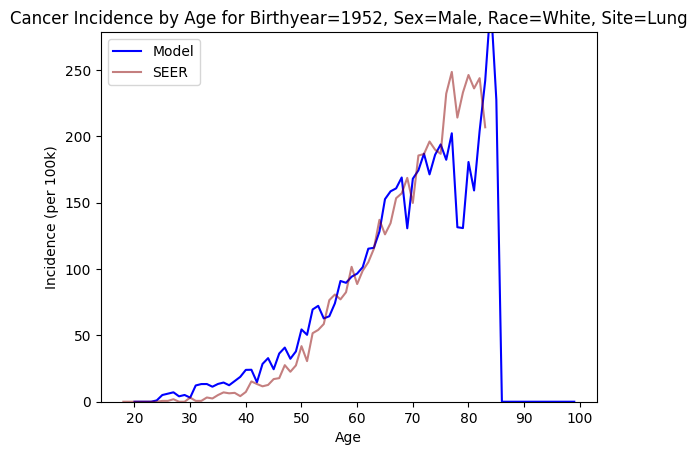 Cancer Incidence by Age for Birthyear=1952, Sex=Male, Race=White, Site=Lung
Model
SEER
250
200
150
100
50
0
Incidence (per 100k)
20 30 40 50 60 70 80 90 100
Age